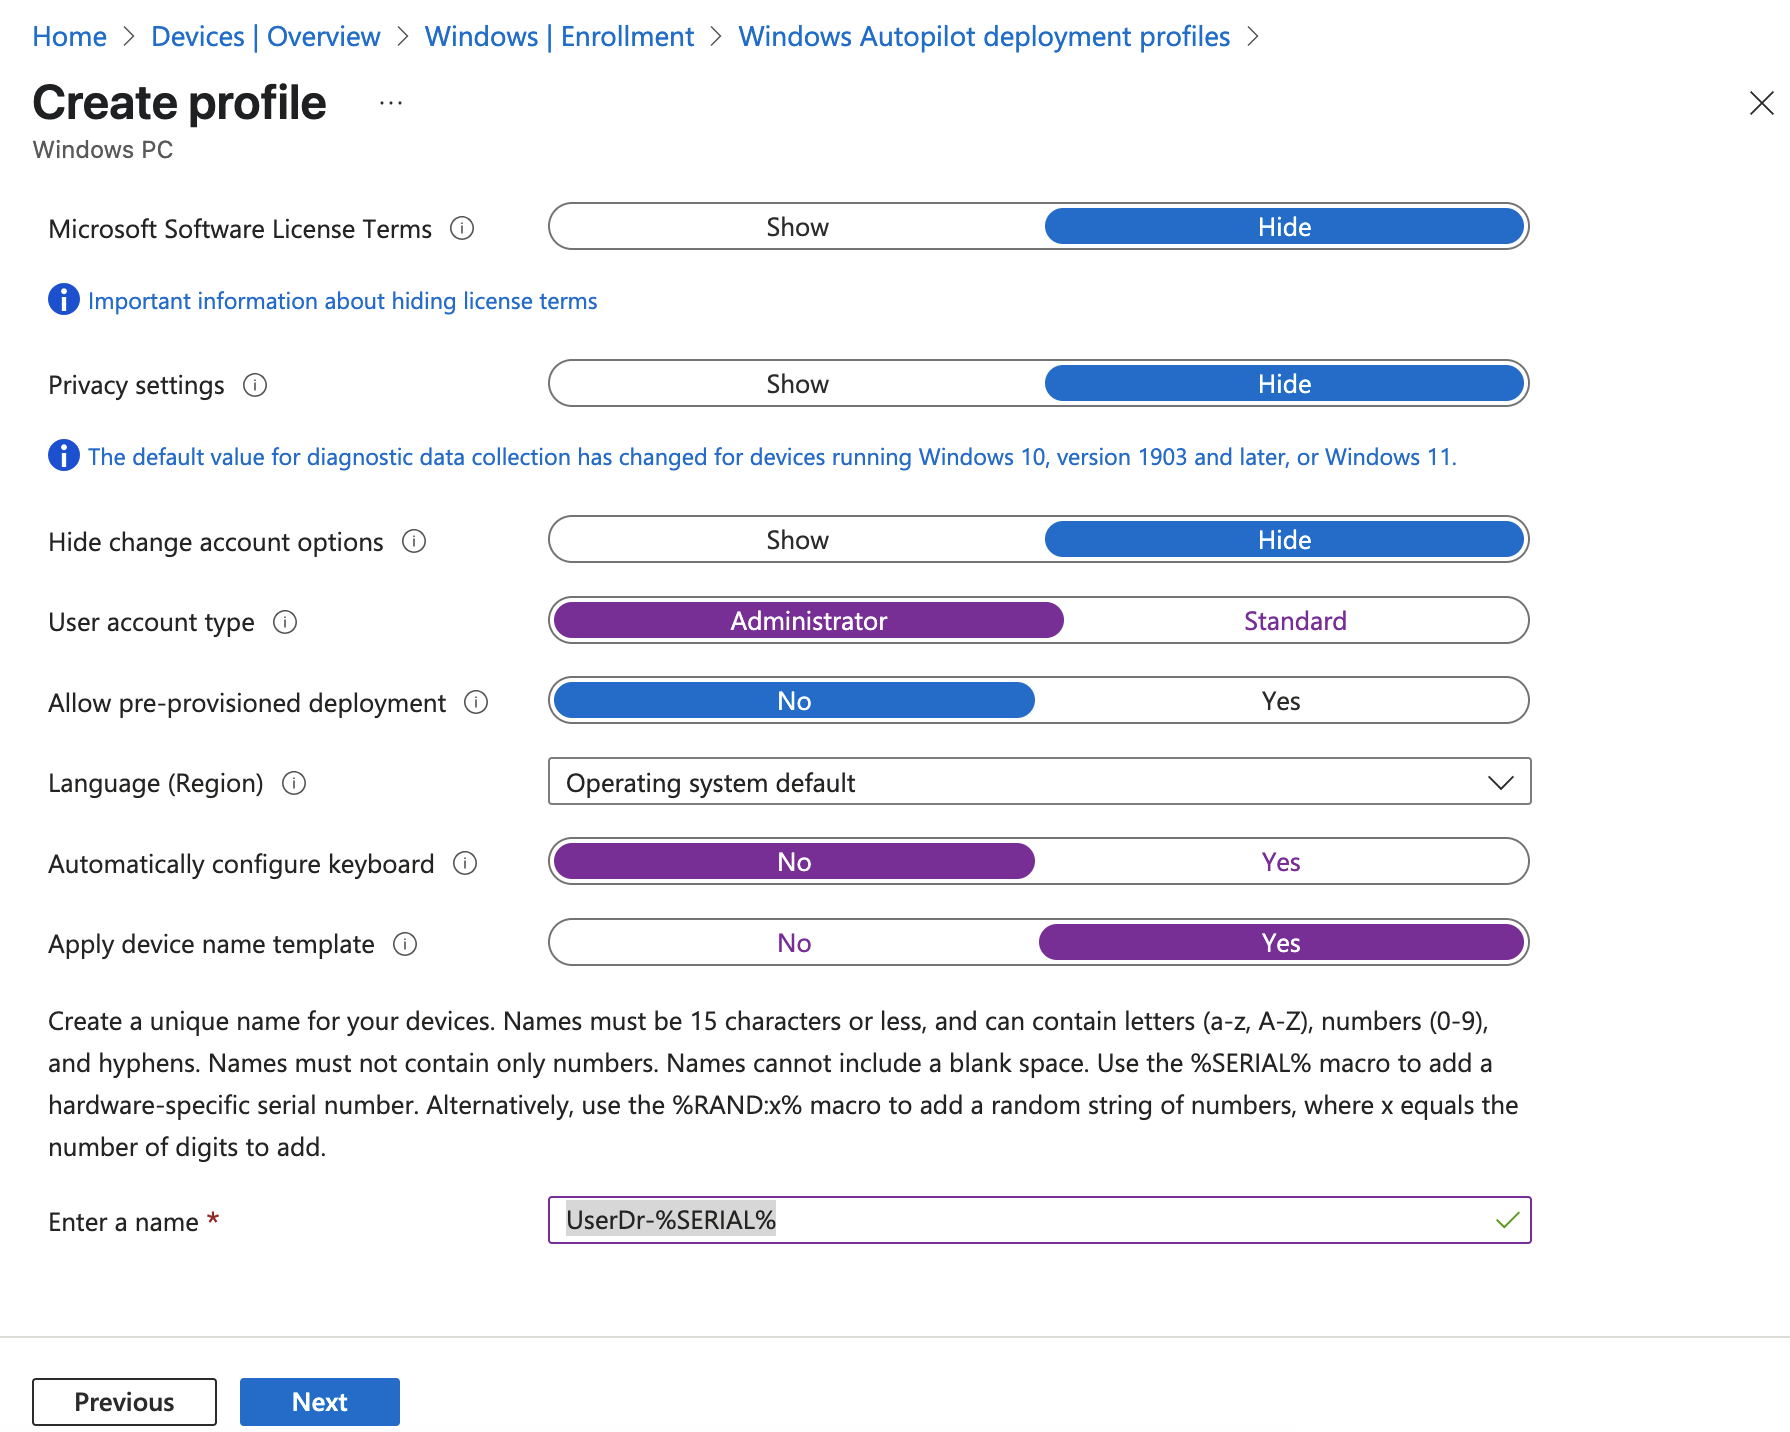 Home > Devices | Overview > Windows | Enrollment > Windows Autopilot deployment profiles >
Create profile ...
Windows PC
Microsoft Software License Terms Show Hide
Important information about hiding license terms
Privacy settings Show Hide
The default value for diagnostic data collection has changed for devices running Windows 10, version 1903 and later, or Windows 11.
Hide change account options Show Hide
User account type Administrator Standard
Allow pre-provisioned deployment No Yes
Language (Region) Operating system default
Automatically configure keyboard No Yes
Apply device name template No Yes
Create a unique name for your devices. Names must be 15 characters or less, and can contain letters (a-z, A-Z), numbers (0-9),
and hyphens. Names must not contain only numbers. Names cannot include a blank space. Use the %SERIAL% macro to add a
hardware-specific serial number. Alternatively, use the %RAND:x% macro to add a random string of numbers, where x equals the
number of digits to add.
Enter a name * UserDr-%SERIAL%
Previous Next